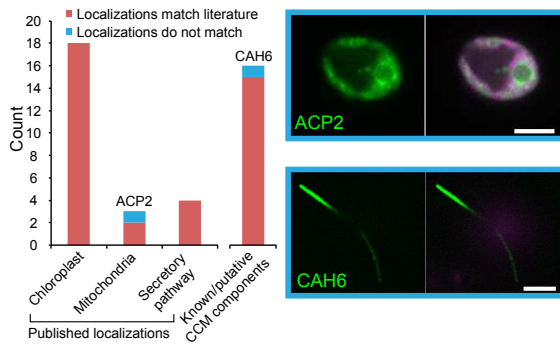 Localizations match literature
Localizations do not match
Count
20
18
16
14
12
10
8
6
4
2
0
ACP2
CAH6
Chloroplast
Mitochondria
Secretory
pathway
Known/putative
CCM components
Published localizations
ACP2
CAH6